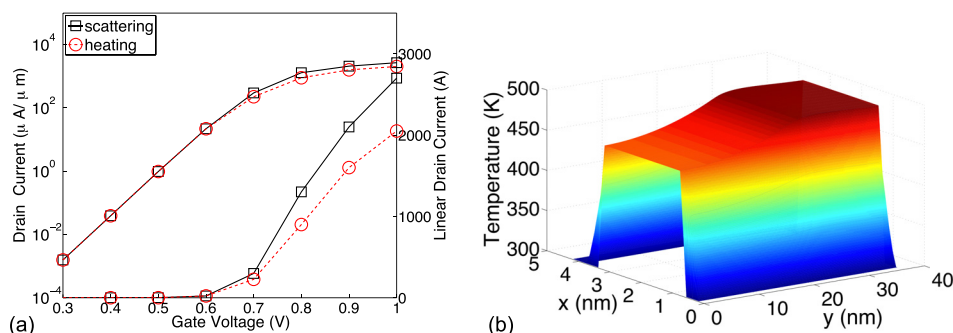 scattering
heating
10^4
10^2
10^0
10^-2
10^-4
Drain Current (μ A/ μ m)
3000
2000
1000
0
Linear Drain Current (A)
0.3 0.4 0.5 0.6 0.7 0.8 0.9 1
Gate Voltage (V)
(a)
500
450
400
350
300
Temperature (K)
5 4 3 2 1 0
x (nm)
0 10 20 30 40
y (nm)
(b)